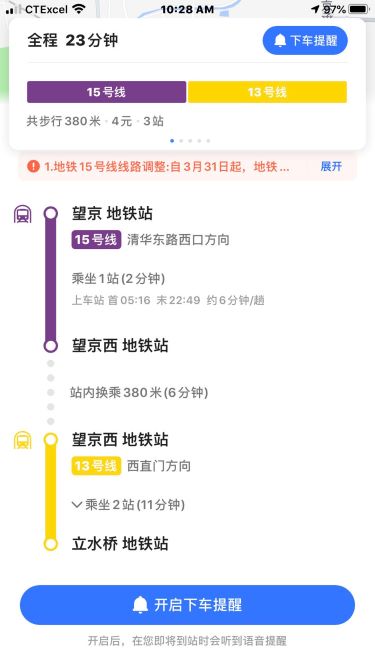 CTExcel
10:28 AM
97%
全程 23分钟
下车提醒
15号线
13号线
共步行380米 · 4元 · 3站
1.地铁15号线线路调整:自3月31日起，地铁...
展开
望京 地铁站
15号线 清华东路西口方向
乘坐1站(2分钟)
上车站 首05:16 末22:49 约6分钟/趟
望京西 地铁站
站内换乘380米(6分钟)
望京西 地铁站
13号线 西直门方向
乘坐2站(11分钟)
立水桥 地铁站
开启下车提醒
开启后，在您即将到站时会听到语音提醒